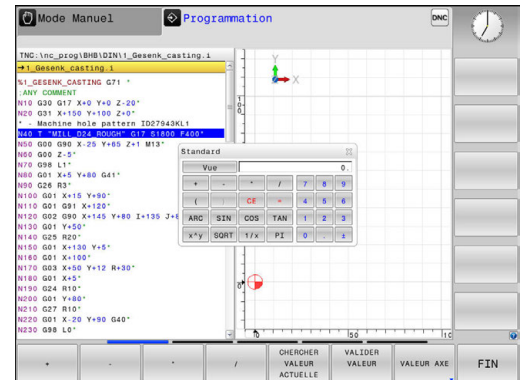 Mode Manuel
Programmation
DNC
TNC:\nc_prog\BHB\DIN\1_Gesenk_casting.i
→1_Gesenk_casting.i
%1_GESENK_CASTING G71 *
;ANY COMMENT
N10 G30 G17 X+0 Y+0 Z-20*
N20 G31 X+150 Y+100 Z+0*
* - Machine hole pattern ID27943KL1
N40 T "MILL_D24_ROUGH" G17 S1800 F400*
N50 G00 G90 X-25 Y+65 Z+1 M13*
N60 G00 Z-5*
N70 G98 L1*
N80 G01 X+5 Y+80 G41*
N90 G26 R3*
N100 G01 X+15 Y+90*
N110 G01 G91 X+120*
N120 G02 G90 X+145 Y+80 I+135 J+8
N130 G01 Y+50*
N140 G25 R20*
N150 G01 X+130 Y+5*
N160 G01 X+100*
N170 G03 X+50 Y+12 R+30*
N180 G01 X+5*
N190 G24 R10*
N200 G01 Y+80*
N210 G27 R10*
N220 G01 X-20 Y+90 G40*
N230 G98 L0*
Y
X
0
0
0
50
10
Standard
Vue
0.
+ - * / 7 8 9
( ) CE = 4 5 6
ARC SIN COS TAN 1 2 3
x^y SQRT 1/x PI 0 . ±
+
-
*
/
CHERCHER VALEUR ACTUELLE
VALIDER VALEUR
VALEUR AXE
FIN